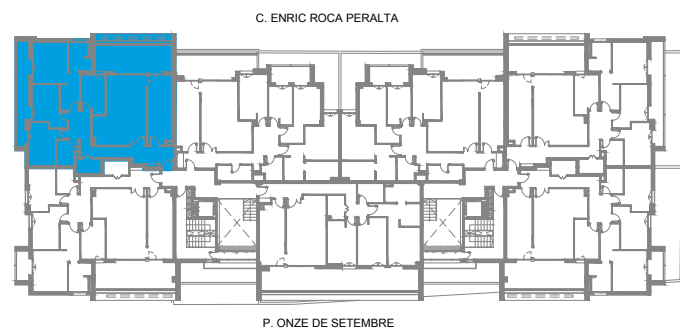 C. ENRIC ROCA PERALTA
P. ONZE DE SETEMBRE